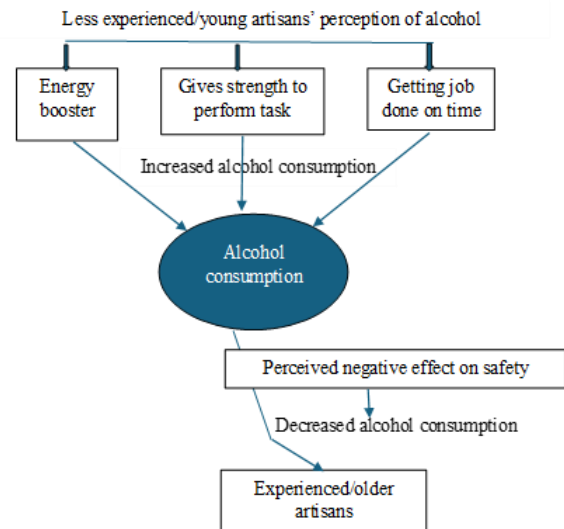 Less experienced/young artisans’ perception of alcohol
Energy
booster
Gives strength to
perform task
Getting job
done on time
Increased alcohol consumption
Alcohol
consumption
Perceived negative effect on safety
Decreased alcohol consumption
Experienced/older
artisans